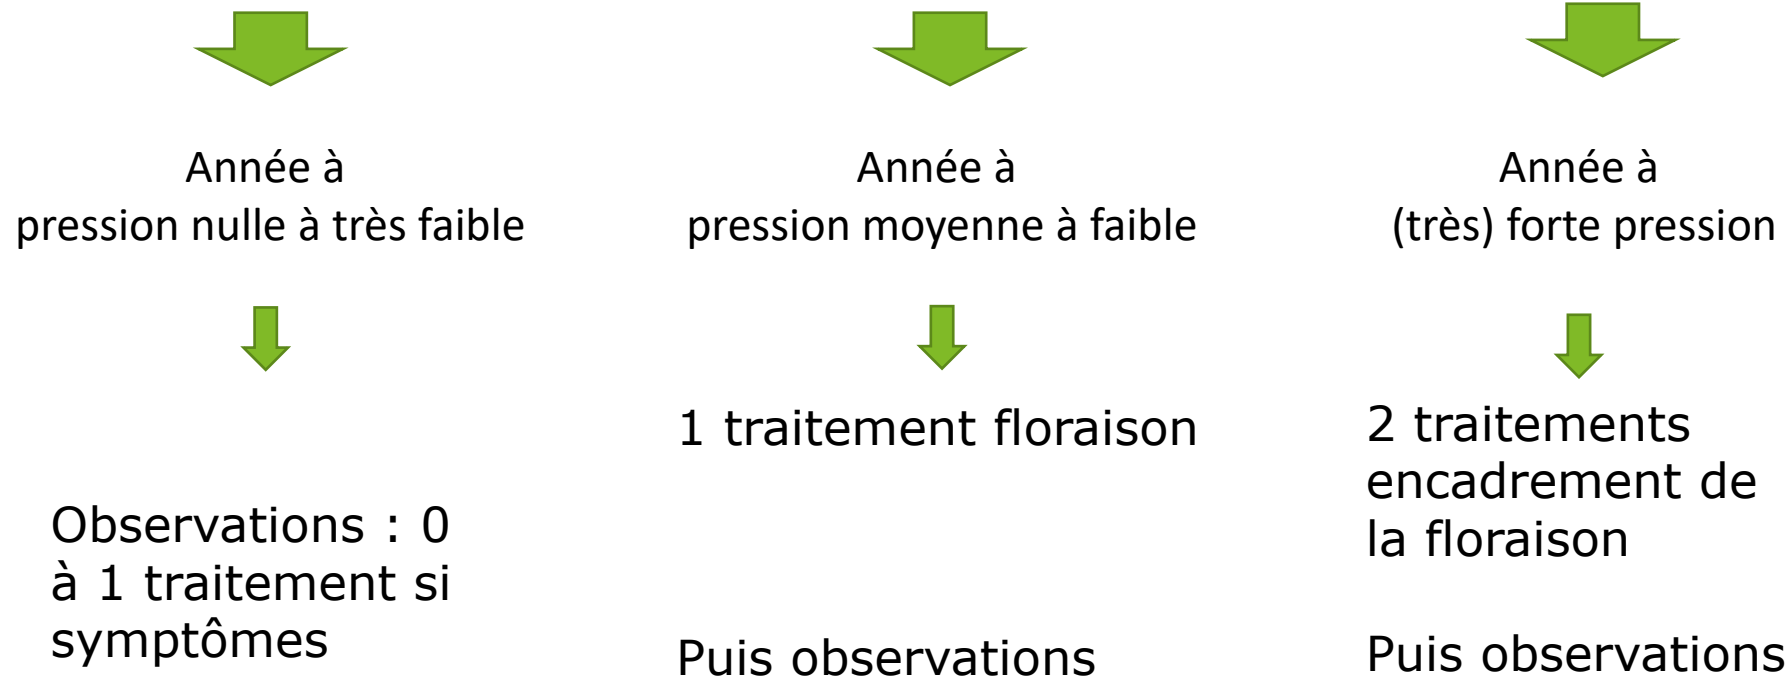 Année à
pression nulle à très faible
Observations : 0
à 1 traitement si
symptômes
Année à
pression moyenne à faible
1 traitement floraison
Puis observations
Année à
(très) forte pression
2 traitements
encadrement de
la floraison
Puis observations